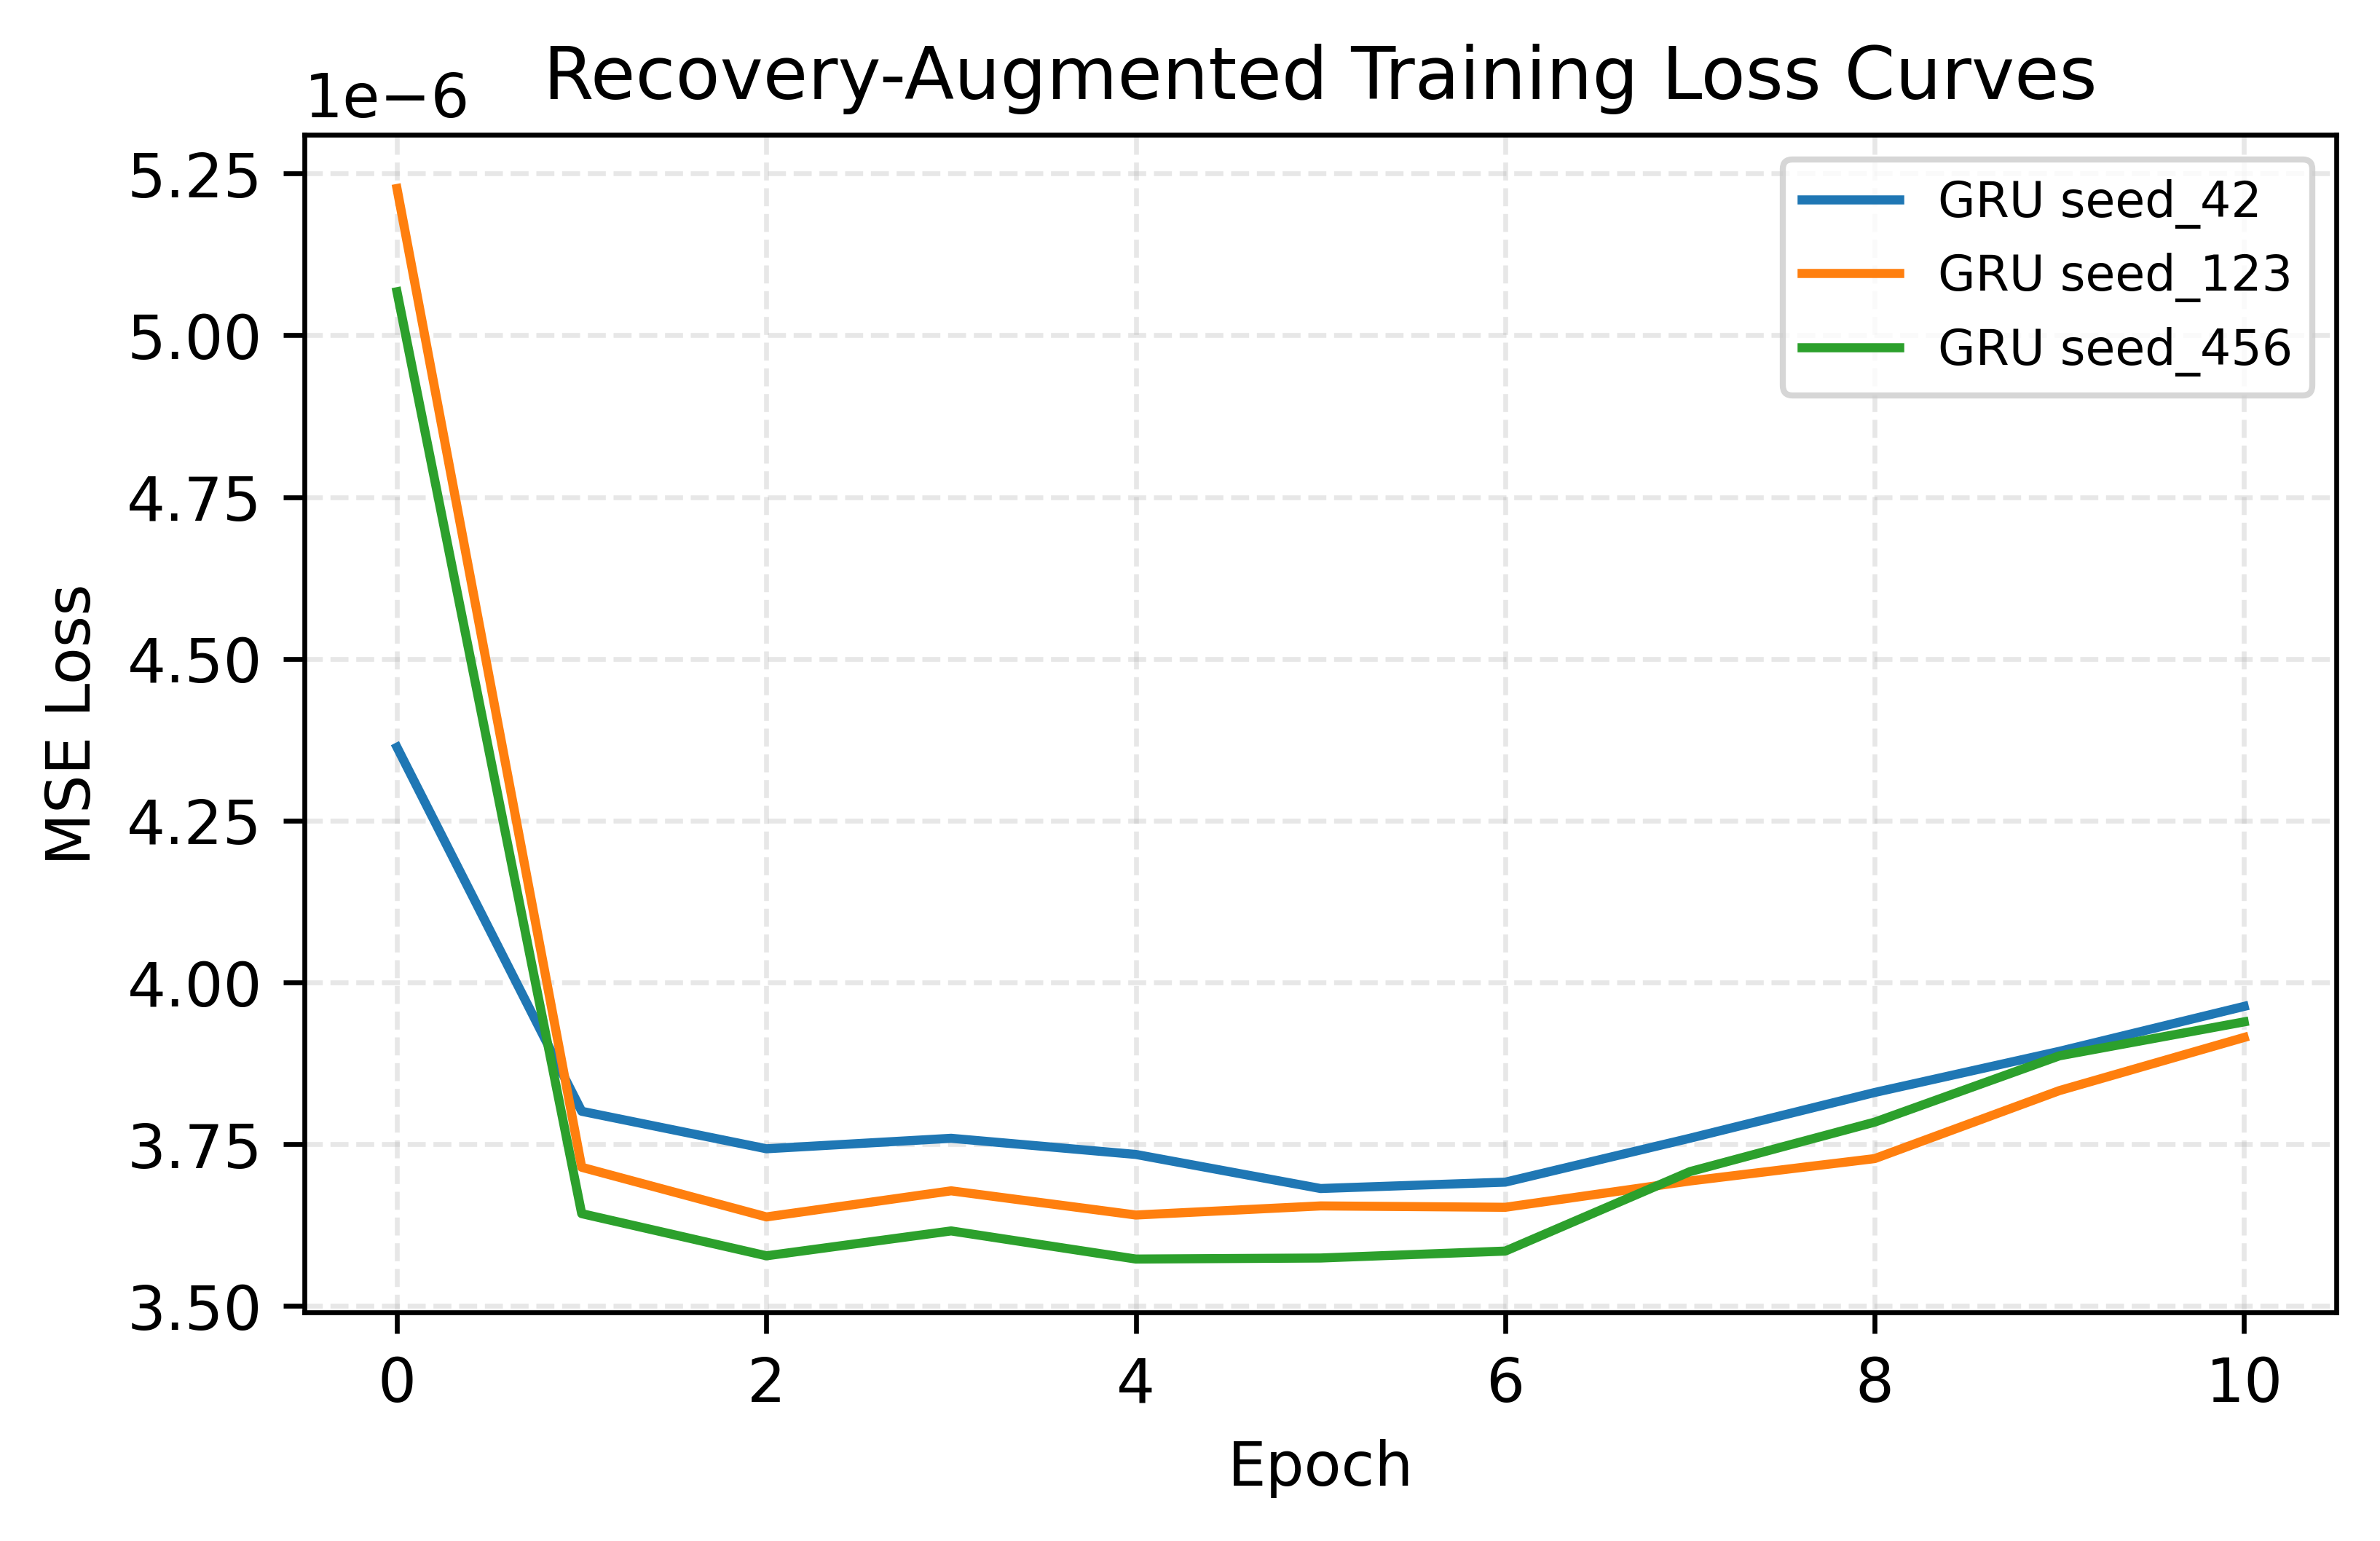 Recovery-Augmented Training Loss Curves
1e−6
5.25
5.00
4.75
4.50
4.25
4.00
3.75
3.50
MSE Loss
GRU seed_42
GRU seed_123
GRU seed_456
0 2 4 6 8 10
Epoch